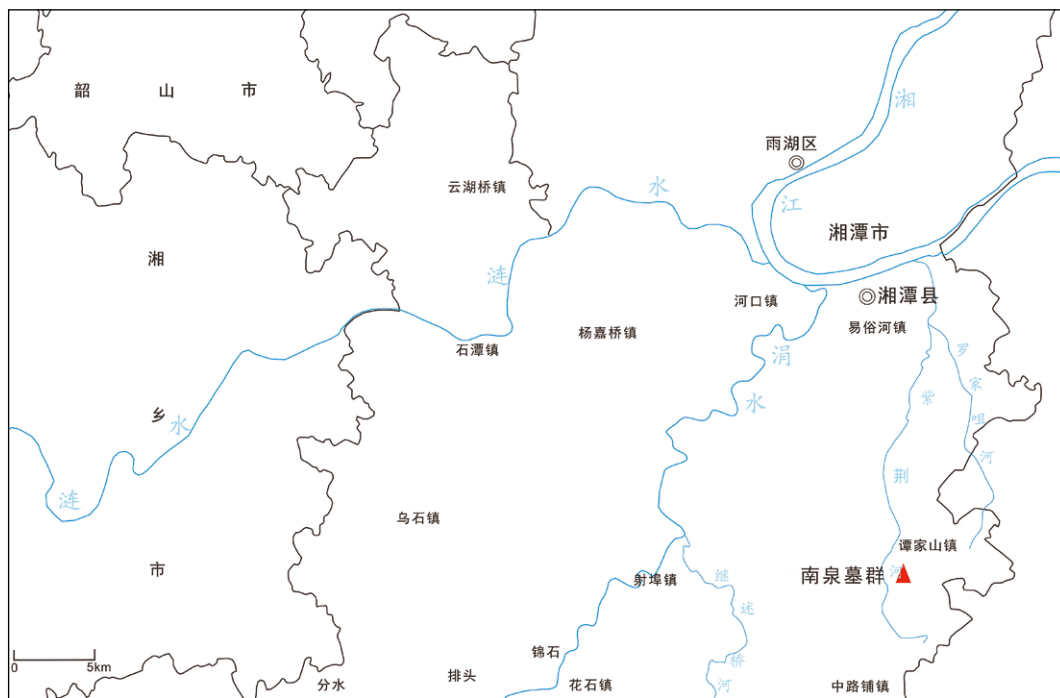 韶山市
湘
雨湖区
江
云湖桥镇
水
湘潭市
湘
涟
湘潭县
河口镇
易俗河镇
杨嘉桥镇
石潭镇
涓
水
罗家咀河
紫荆河
乡
水
涟
乌石镇
谭家山镇
市
射埠镇
南泉墓群
继述桥河
锦石
0
5km
分水
排头
花石镇
中路铺镇